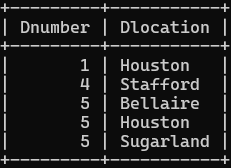 | Dnumber | Dlocation |
| 1 | Houston |
| 4 | Stafford |
| 5 | Bellaire |
| 5 | Houston |
| 5 | Sugarland |